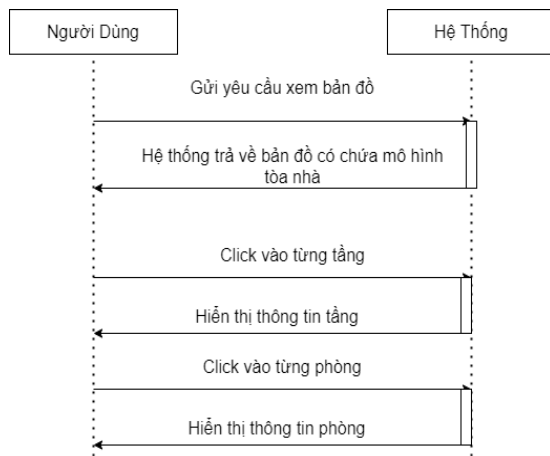 Người Dùng
Hệ Thống
Gửi yêu cầu xem bản đồ
Hệ thống trả về bản đồ có chứa mô hình
tòa nhà
Click vào từng tầng
Hiển thị thông tin tầng
Click vào từng phòng
Hiển thị thông tin phòng